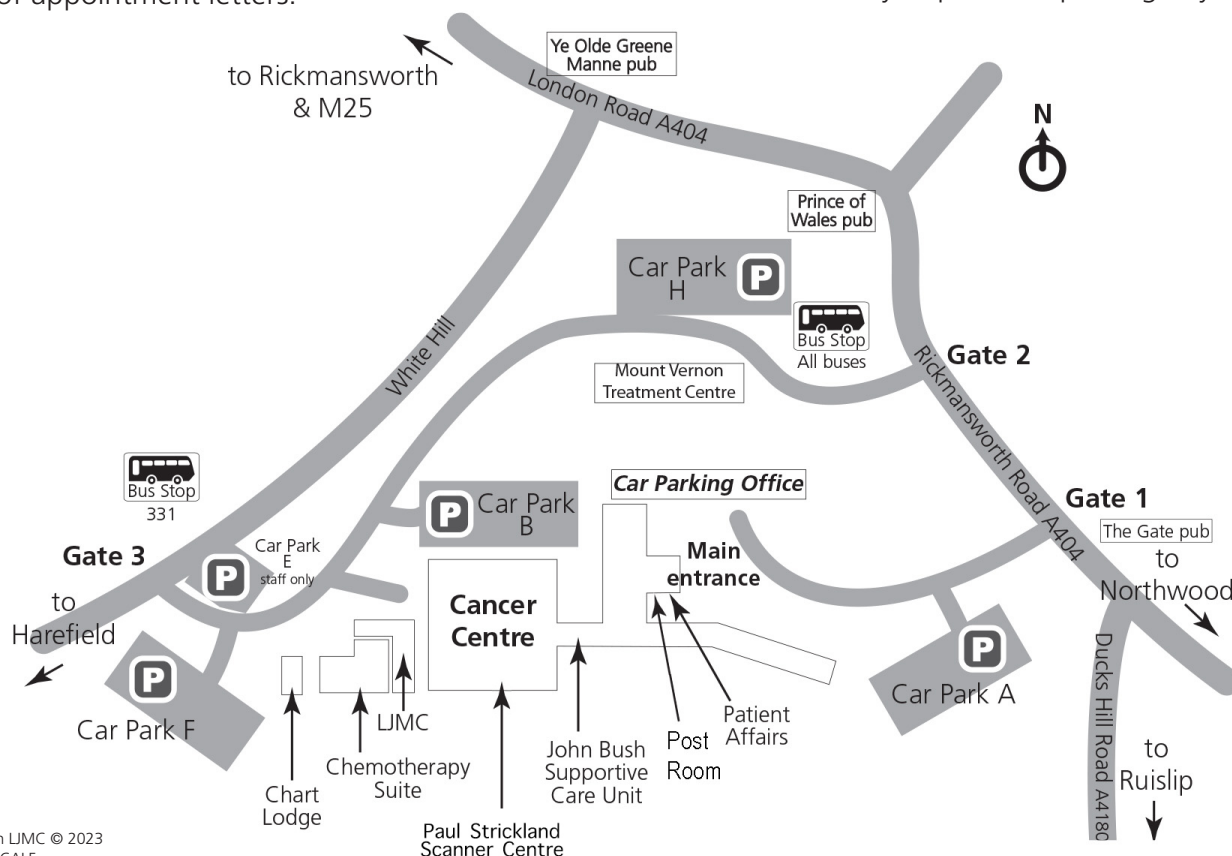 of appointment letters.
to Rickmansworth
& M25
Ye Olde Greene
Manne pub
London Road A404
N
Prince of
Wales pub
Car Park
H
P
Bus Stop
All buses
Mount Vernon
Treatment Centre
Gate 2
Rickmansworth Road A404
White Hill
Bus Stop
331
Gate 3
to
Harefield
Car Park
E
staff only
P
P
Car Park
B
Car Parking Office
Main
entrance
Gate 1
The Gate pub
to
Northwood
Cancer
Centre
P
Car Park F
P
Car Park A
Ducks Hill Road A4180
to
Ruislip
LJMC
Chemotherapy
Suite
Chart
Lodge
Paul Strickland
Scanner Centre
John Bush
Supportive
Care Unit
Post
Room
Patient
Affairs
LJMC © 2023